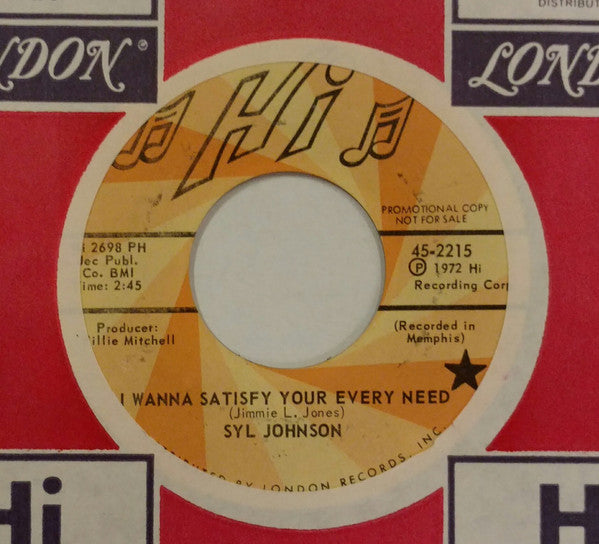 DISTRIBUT
NDON®
LOND
Hi
PROMOTIONAL COPY
NOT FOR SALE
i 2698 PH
lec Publ.
Co. BMI
ime: 2:45
45-2215
Ⓟ 1972 Hi
Recording Corp
Producer:
illie Mitchell
(Recorded in
Memphis)
I WANNA SATISFY YOUR EVERY NEED
(Jimmie L. Jones)
SYL JOHNSON
BY LONDON RECORDS, INC.
Hi
H